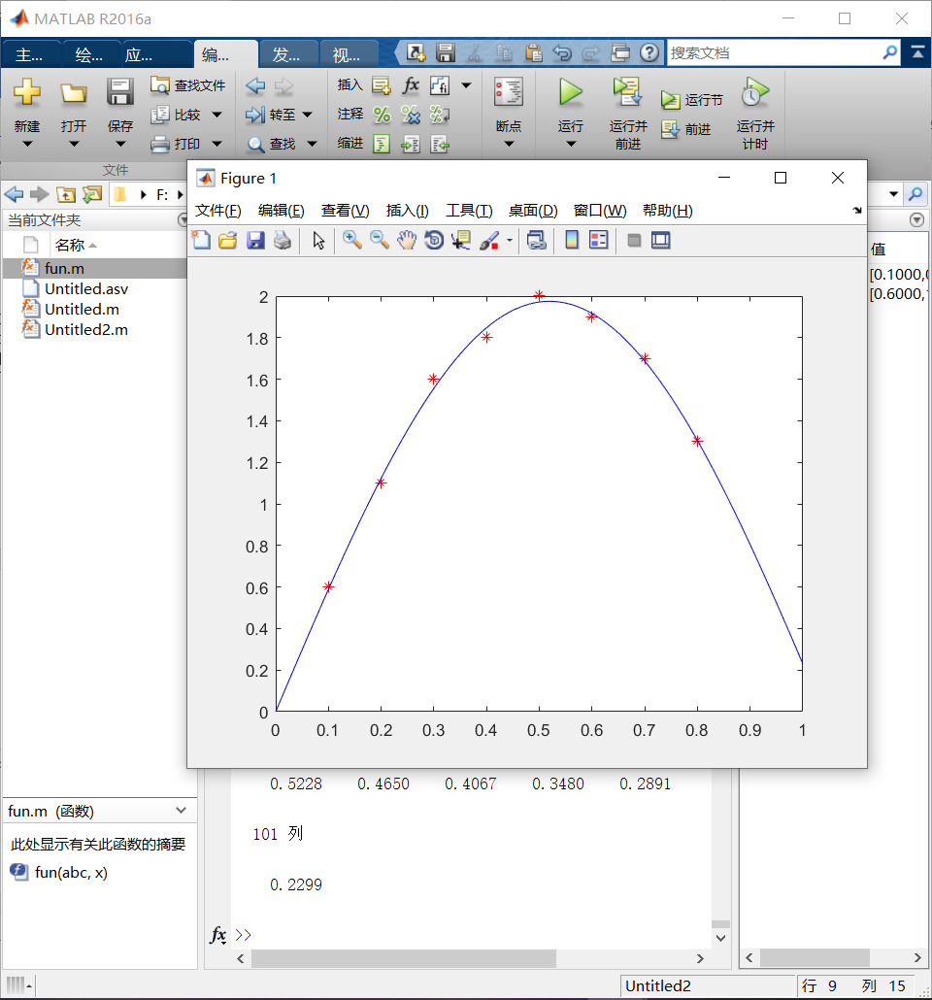 MATLAB R2016a
主... 绘... 应... 编... 发... 视... 搜索文档
查找文件 插入 fx
新建 打开 保存 比较 转至 注释 断点 运行 运行并前进 运行节 前进 运行并计时
打印 查找 缩进
文件
F:
Figure 1
文件(F) 编辑(E) 查看(V) 插入(I) 工具(T) 桌面(D) 窗口(W) 帮助(H)
当前文件夹
名称
fun.m
Untitled.asv
Untitled.m
Untitled2.m
值
[0.1000,0
[0.6000,1
2
1.8
1.6
1.4
1.2
1
0.8
0.6
0.4
0.2
0
0 0.1 0.2 0.3 0.4 0.5 0.6 0.7 0.8 0.9 1
0.5228 0.4650 0.4067 0.3480 0.2891
101 列
0.2299
fx >>
fun.m (函数)
此处显示有关此函数的摘要
fun(abc, x)
Untitled2 行 9 列 15